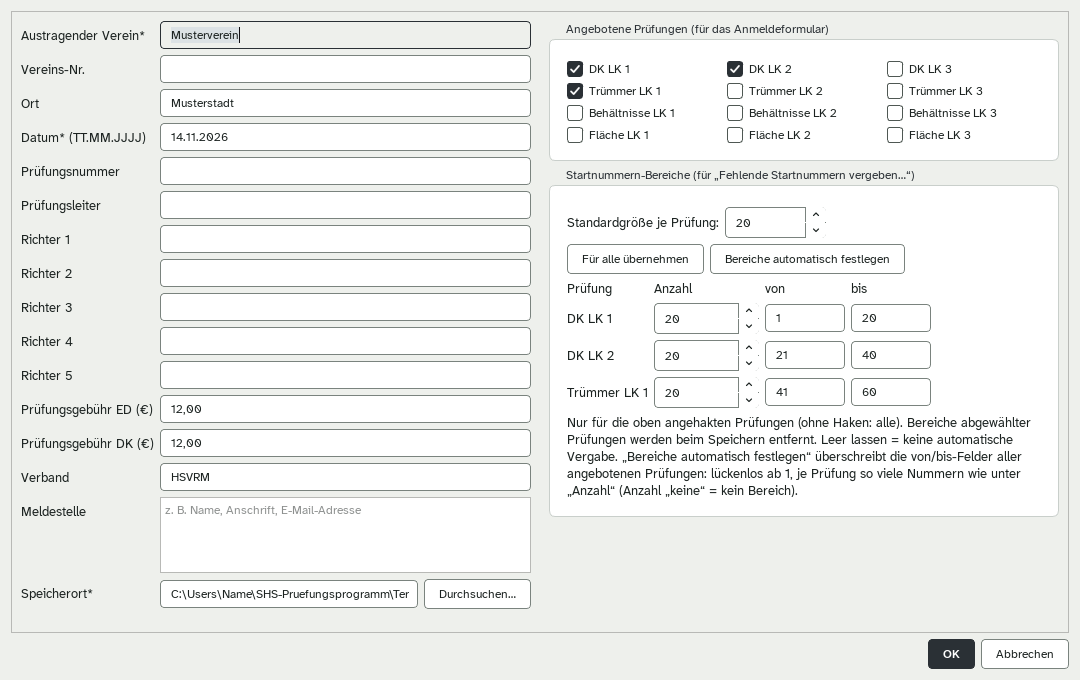 Austragender Verein*
Musterverein
Vereins-Nr.
Ort
Musterstadt
Datum* (TT.MM.JJJJ)
14.11.2026
Prüfungsnummer
Prüfungsleiter
Richter 1
Richter 2
Richter 3
Richter 4
Richter 5
Prüfungsgebühr ED (€)
12,00
Prüfungsgebühr DK (€)
12,00
Verband
HSVRM
Meldestelle
z. B. Name, Anschrift, E-Mail-Adresse
Speicherort*
C:\Users\Name\SHS-Pruefungsprogramm\Ter
Durchsuchen...
Angebotene Prüfungen (für das Anmeldeformular)
DK LK 1 DK LK 2 DK LK 3
Trümmer LK 1 Trümmer LK 2 Trümmer LK 3
Behältnisse LK 1 Behältnisse LK 2 Behältnisse LK 3
Fläche LK 1 Fläche LK 2 Fläche LK 3
Startnummern-Bereiche (für „Fehlende Startnummern vergeben...“)
Standardgröße je Prüfung: 20
Für alle übernehmen Bereiche automatisch festlegen
Prüfung Anzahl von bis
DK LK 1 20 1 20
DK LK 2 20 21 40
Trümmer LK 1 20 41 60
Nur für die oben angehakten Prüfungen (ohne Haken: alle). Bereiche abgewählter
Prüfungen werden beim Speichern entfernt. Leer lassen = keine automatische
Vergabe. „Bereiche automatisch festlegen“ überschreibt die von/bis-Felder aller
angebotenen Prüfungen: lückenlos ab 1, je Prüfung so viele Nummern wie unter
„Anzahl“ (Anzahl „keine“ = kein Bereich).
OK Abbrechen